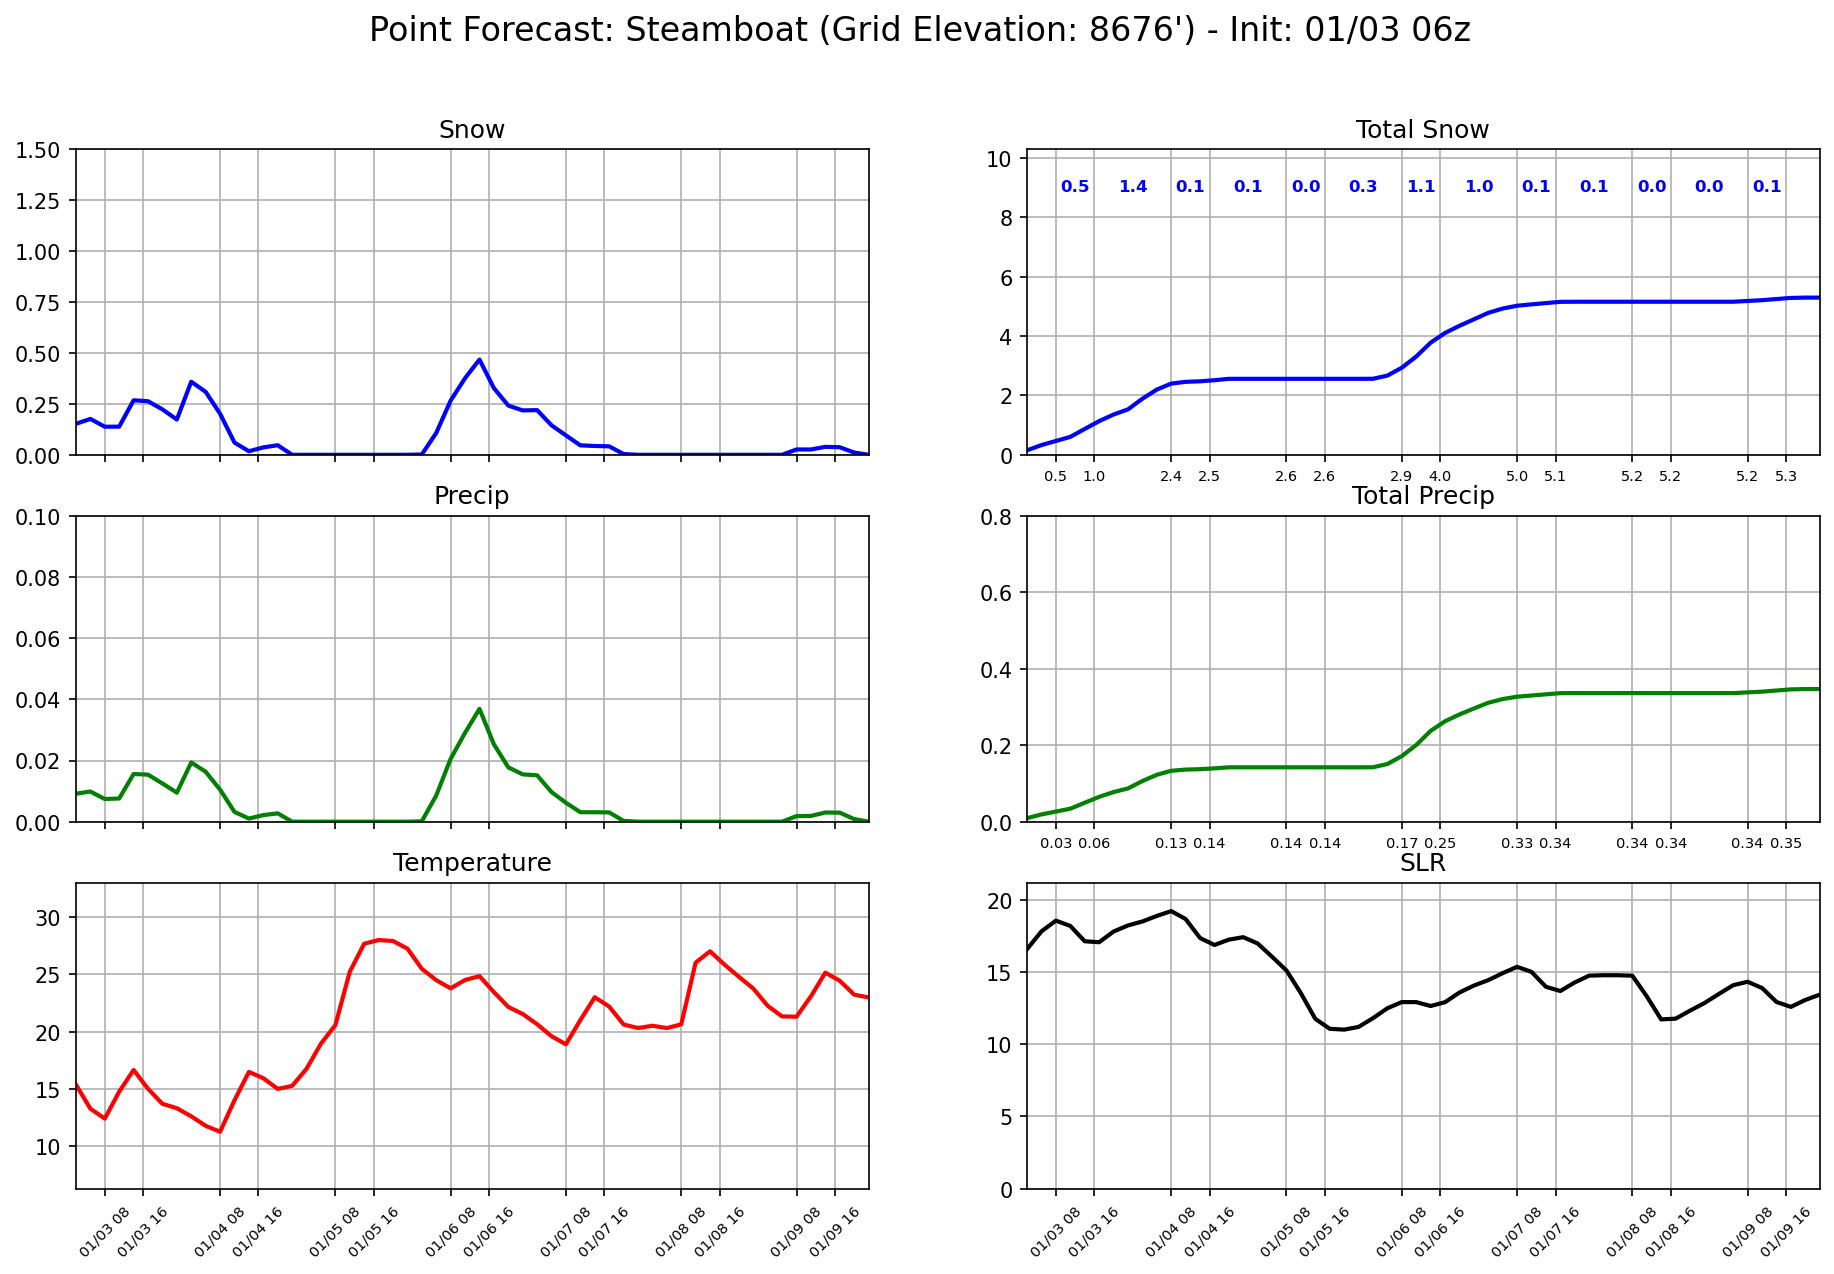 Point Forecast: Steamboat (Grid Elevation: 8676') - Init: 01/03 06z
Snow
1.50
1.25
1.00
0.75
0.50
0.25
0.00
Total Snow
10
8
6
4
2
0
0.5 1.4 0.1 0.1 0.0 0.3 1.1 1.0 0.1 0.1 0.0 0.0 0.1
0.5 1.0 2.4 2.5 2.6 2.6 2.9 4.0 5.0 5.1 5.2 5.2 5.2 5.3
Precip
0.10
0.08
0.06
0.04
0.02
0.00
Total Precip
0.8
0.6
0.4
0.2
0.0
0.03 0.06 0.13 0.14 0.14 0.14 0.17 0.25 0.33 0.34 0.34 0.34 0.34 0.35
Temperature
30
25
20
15
10
01/03 08 01/03 16 01/04 08 01/04 16 01/05 08 01/05 16 01/06 08 01/06 16 01/07 08 01/07 16 01/08 08 01/08 16 01/09 08 01/09 16
SLR
20
15
10
5
0
01/03 08 01/03 16 01/04 08 01/04 16 01/05 08 01/05 16 01/06 08 01/06 16 01/07 08 01/07 16 01/08 08 01/08 16 01/09 08 01/09 16